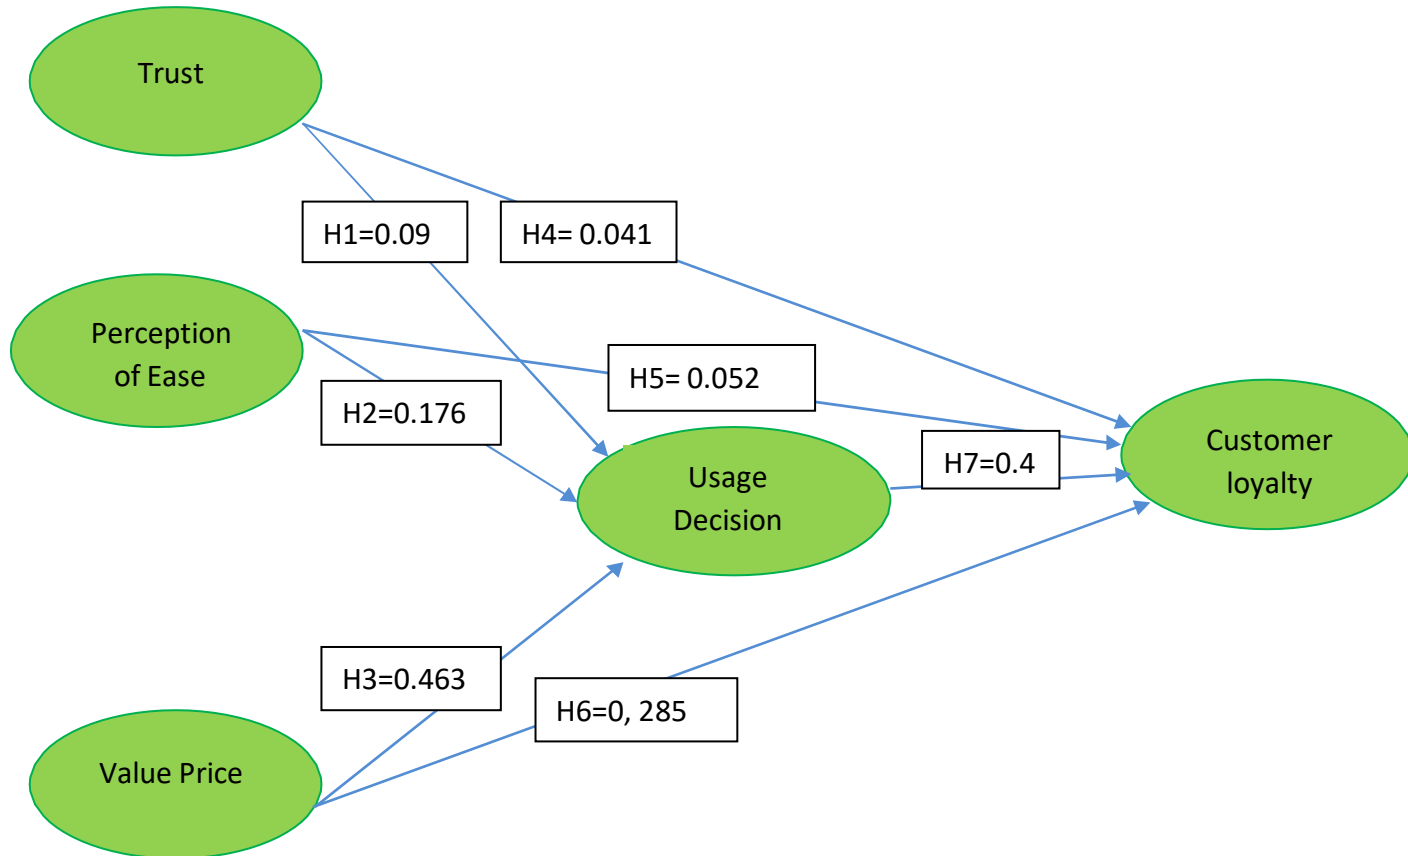 Trust
H1=0.09
H4= 0.041
Perception
of Ease
H5= 0.052
H2=0.176
Customer
loyalty
H7=0.4
Usage
Decision
H3=0.463
H6=0, 285
Value Price